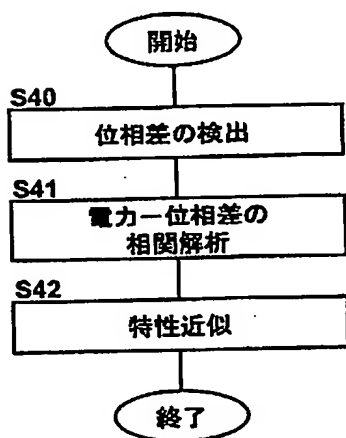 開始
S40
位相差の検出
S41
電力ー位相差の
相関解析
S42
特性近似
終了